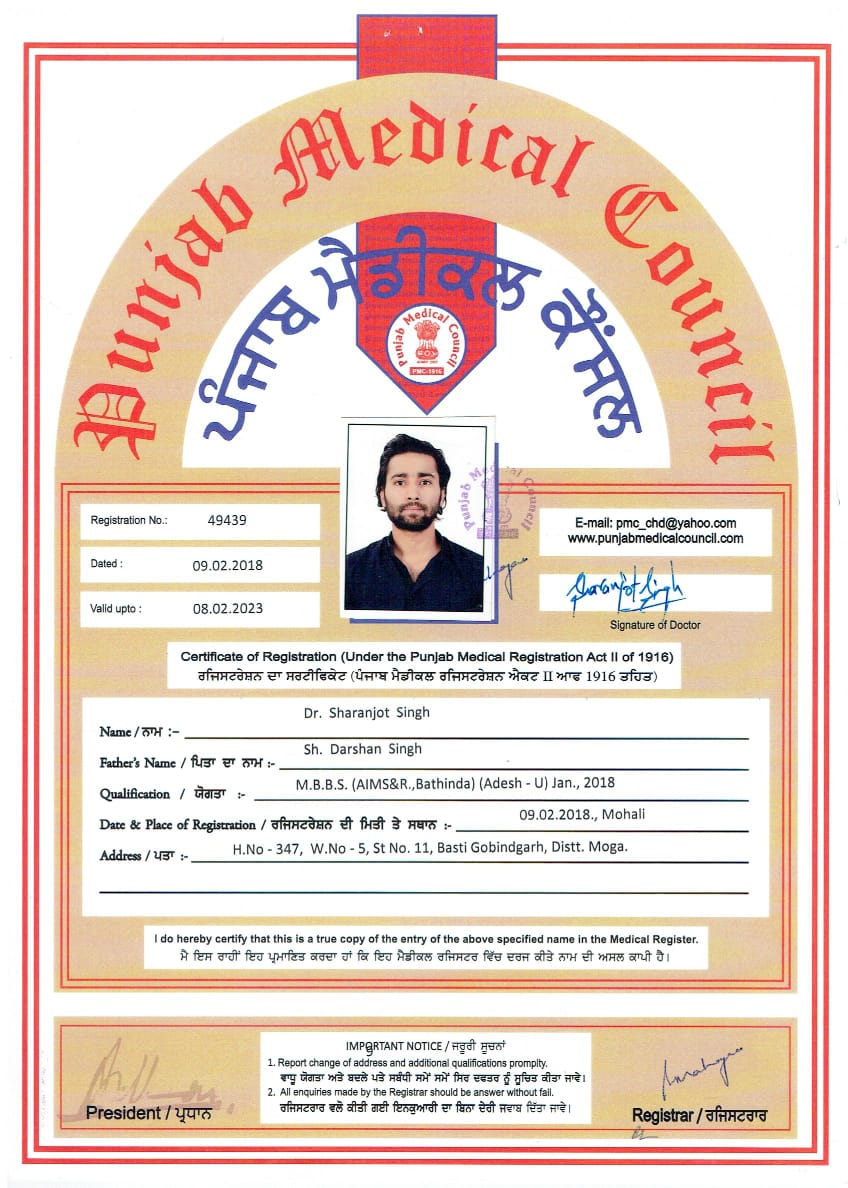 Punjab Medical Council
ਪੰਜਾਬ ਮੈਡੀਕਲ ਕੌਂਸਲ
Punjab Medical Council
PMC-1916
Punjab Medical Council
Registration No.: 49439
Dated : 09.02.2018
Valid upto : 08.02.2023
E-mail: pmc_chd@yahoo.com
www.punjabmedicalcouncil.com
Sharanjot Singh
Signature of Doctor
Certificate of Registration (Under the Punjab Medical Registration Act II of 1916)
ਰਜਿਸਟਰੇਸ਼ਨ ਦਾ ਸਰਟੀਫਿਕੇਟ (ਪੰਜਾਬ ਮੈਡੀਕਲ ਰਜਿਸਟਰੇਸ਼ਨ ਐਕਟ II ਆਫ 1916 ਤਹਿਤ)
Name / ਨਾਮ :- Dr. Sharanjot Singh
Father's Name / ਪਿਤਾ ਦਾ ਨਾਮ :- Sh. Darshan Singh
Qualification / ਯੋਗਤਾ :- M.B.B.S. (AIMS&R.,Bathinda) (Adesh - U) Jan., 2018
Date & Place of Registration / ਰਜਿਸਟਰੇਸ਼ਨ ਦੀ ਮਿਤੀ ਤੇ ਸਥਾਨ :- 09.02.2018., Mohali
Address / ਪਤਾ :- H.No - 347, W.No - 5, St No. 11, Basti Gobindgarh, Distt. Moga.
I do hereby certify that this is a true copy of the entry of the above specified name in the Medical Register.
ਮੈ ਇਸ ਰਾਹੀਂ ਇਹ ਪ੍ਰਮਾਣਿਤ ਕਰਦਾ ਹਾਂ ਕਿ ਇਹ ਮੈਡੀਕਲ ਰਜਿਸਟਰ ਵਿੱਚ ਦਰਜ ਕੀਤੇ ਨਾਮ ਦੀ ਅਸਲ ਕਾਪੀ ਹੈ।
IMPORTANT NOTICE / ਜਰੂਰੀ ਸੂਚਨਾਂ
1. Report change of address and additional qualifications promplty.
ਵਾਧੂ ਯੋਗਤਾ ਅਤੇ ਬਦਲੇ ਪਤੇ ਸਬੰਧੀ ਸਮੇਂ ਸਮੇਂ ਸਿਰ ਦਫਤਰ ਨੂੰ ਸੂਚਿਤ ਕੀਤਾ ਜਾਵੇ।
2. All enquiries made by the Registrar should be answer without fail.
ਰਜਿਸਟਰਾਰ ਵਲੋ ਕੀਤੀ ਗਈ ਇਨਕੁਆਰੀ ਦਾ ਬਿਨਾ ਦੇਰੀ ਜਵਾਬ ਦਿੱਤਾ ਜਾਵੇ।
President / ਪ੍ਰਧਾਨ
Registrar / ਰਜਿਸਟਰਾਰ